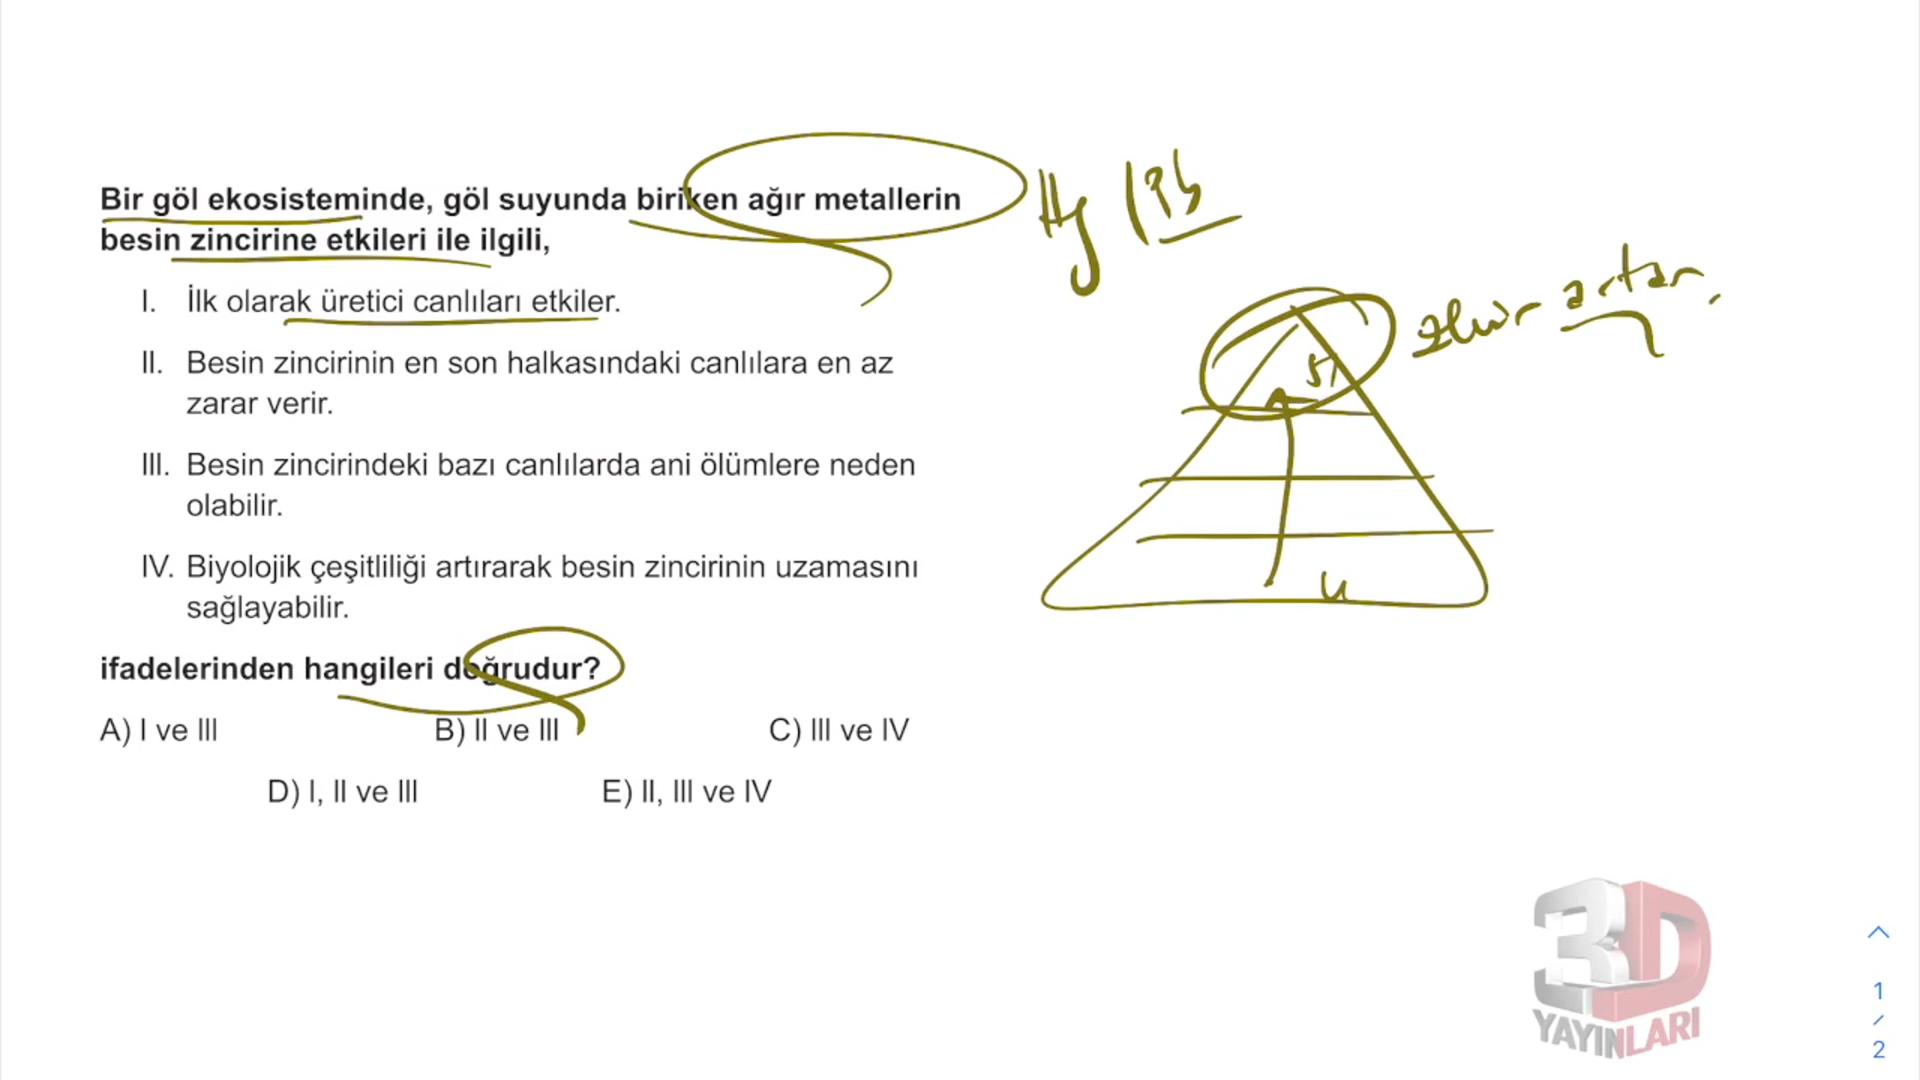 Bir göl ekosisteminde, göl suyunda biriken ağır metallerin
besin zincirine etkileri ile ilgili,
I. İlk olarak üretici canlıları etkiler.
II. Besin zincirinin en son halkasındaki canlılara en az
zarar verir.
III. Besin zincirindeki bazı canlılarda ani ölümlere neden
olabilir.
IV. Biyolojik çeşitliliği artırarak besin zincirinin uzamasını
sağlayabilir.
ifadelerinden hangileri doğrudur?
A) I ve III B) II ve III C) III ve IV
D) I, II ve III E) II, III ve IV
Hg Pb
artar
3D
YAYINLARI
1
/
2